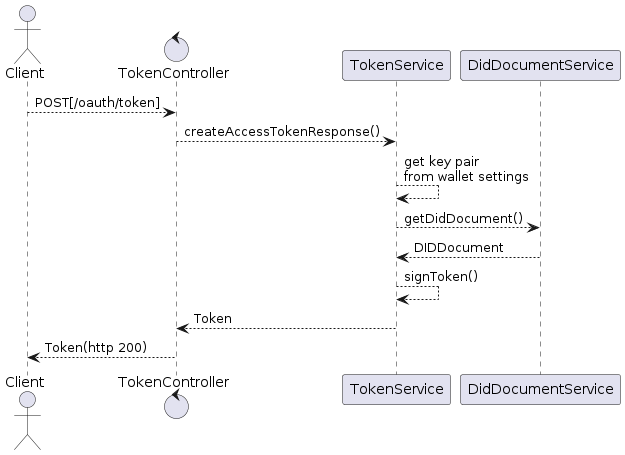 Client
TokenController
TokenService
DidDocumentService
POST[/oauth/token]
createAccessTokenResponse()
get key pair
from wallet settings
getDidDocument()
DIDDocument
signToken()
Token
Token(http 200)
Client
TokenController
TokenService
DidDocumentService